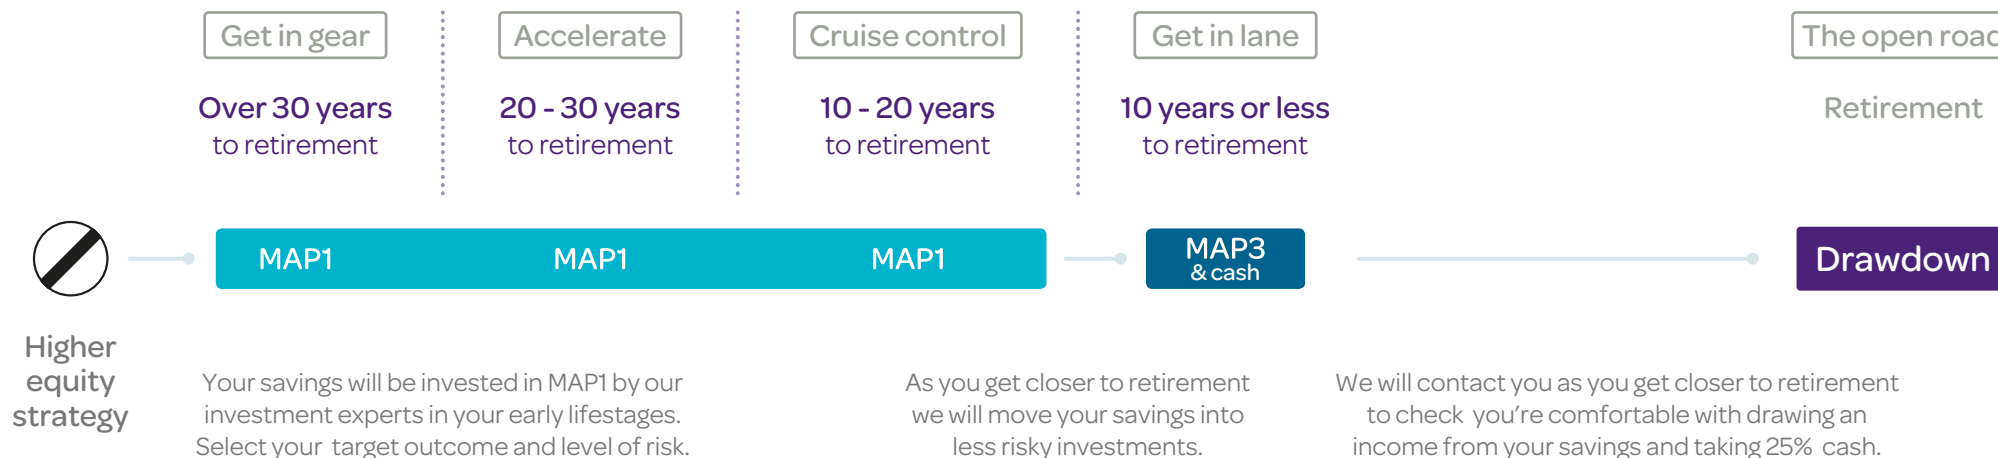 Get in gear
Accelerate
Cruise control
Get in lane
The open road
Over 30 years
to retirement
20 - 30 years
to retirement
10 - 20 years
to retirement
10 years or less
to retirement
Retirement
MAP1
MAP1
MAP1
MAP3
& cash
Drawdown
Higher
equity
strategy
Your savings will be invested in MAP1 by our
investment experts in your early lifestages.
Select your target outcome and level of risk.
As you get closer to retirement
we will move your savings into
less risky investments.
We will contact you as you get closer to retirement
to check you're comfortable with drawing an
income from your savings and taking 25% cash.